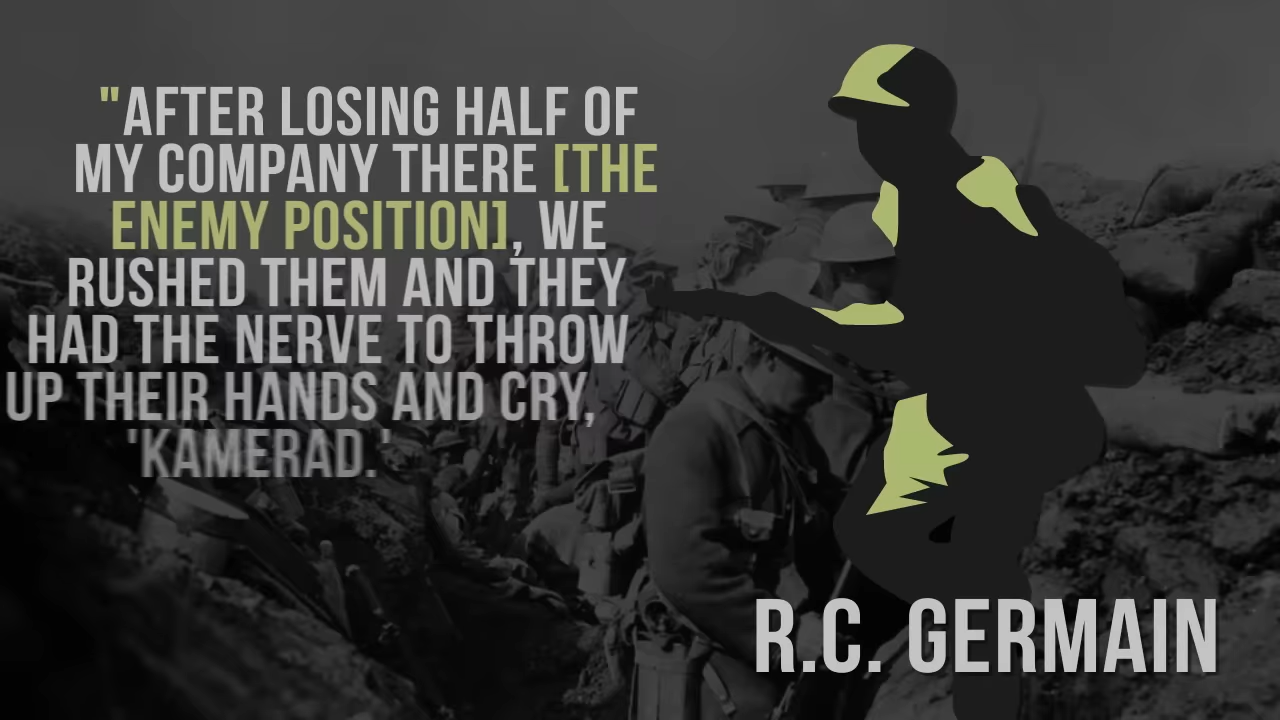 "AFTER LOSING HALF OF
MY COMPANY THERE [THE
ENEMY POSITION], WE
RUSHED THEM AND THEY
HAD THE NERVE TO THROW
UP THEIR HANDS AND CRY,
'KAMERAD.'
R.C. GERMAIN